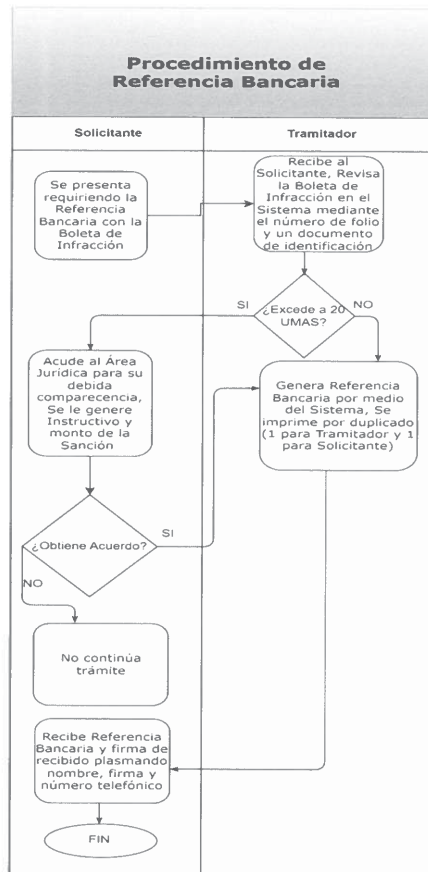 Procedimiento de
Referencia Bancaria
Solicitante
Tramitador
Se presenta
requiriendo la
Referencia
Bancaria con la
Boleta de
Infracción
Recibe al
Solicitante, Revisa
la Boleta de
Infracción en el
Sistema mediante
el número de folio
y un documento
de identificación
SI
¿Excede a 20
UMAS?
NO
Acude al Área
Juridica para su
debida
comparecencia,
Se le genere
Instructivo y
monto de la
Sanción
Genera Referencia
Bancaria por medio
del Sistema, Se
imprime por duplicado
(1 para Tramitador y 1
para Solicitante)
¿Obtiene Acuerdo?
SI
NO
No continúa
trámite
Recibe Referencia
Bancaria y firma de
recibido plasmando
nombre, firma y
número telefónico
FIN